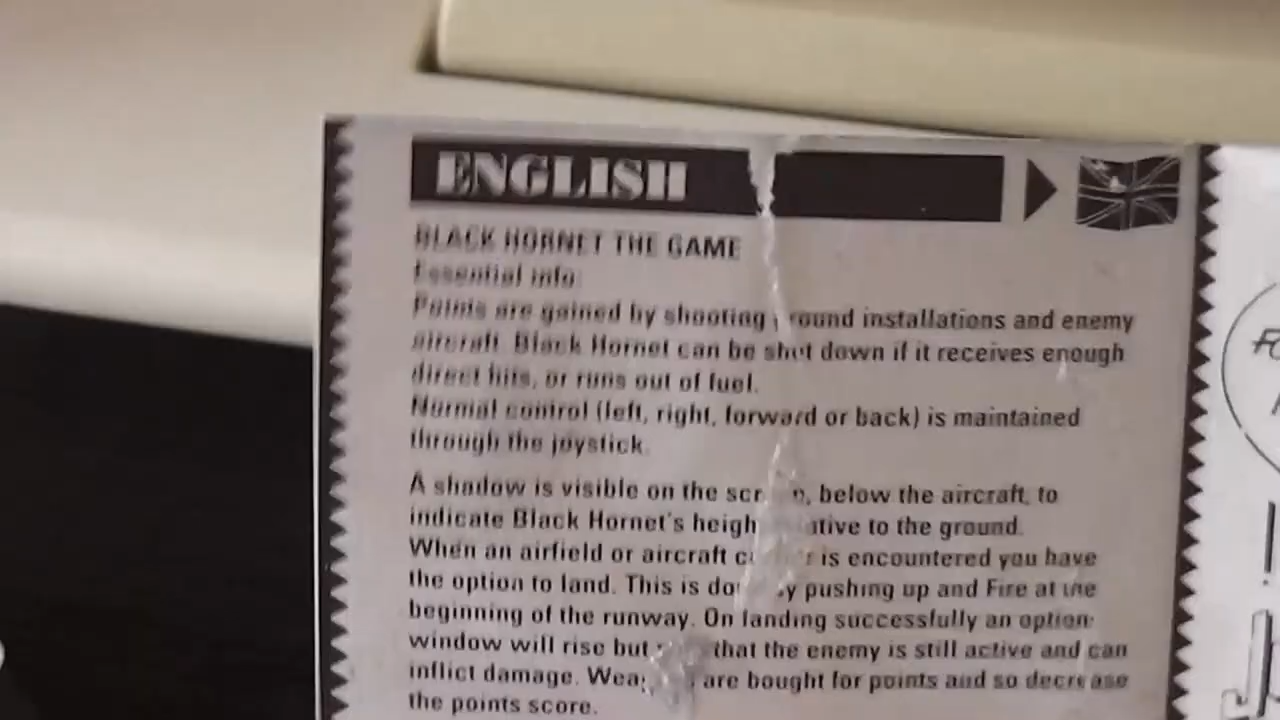 ENGLISH
BLACK HORNET THE GAME
Essential info:
Points are gained by shooting round installations and enemy
aircraft. Black Hornet can be shot down if it receives enough
direct hits, or runs out of fuel.
Normal control (left, right, forward or back) is maintained
through the joystick.
A shadow is visible on the scr n, below the aircraft, to
indicate Black Hornet's heigh ative to the ground.
When an airfield or aircraft c r is encountered you have
the option to land. This is do y pushing up and Fire at the
beginning of the runway. On landing successfully an option
window will rise but that the enemy is still active and can
inflict damage. Wea are bought for points and so decrease
the points score.